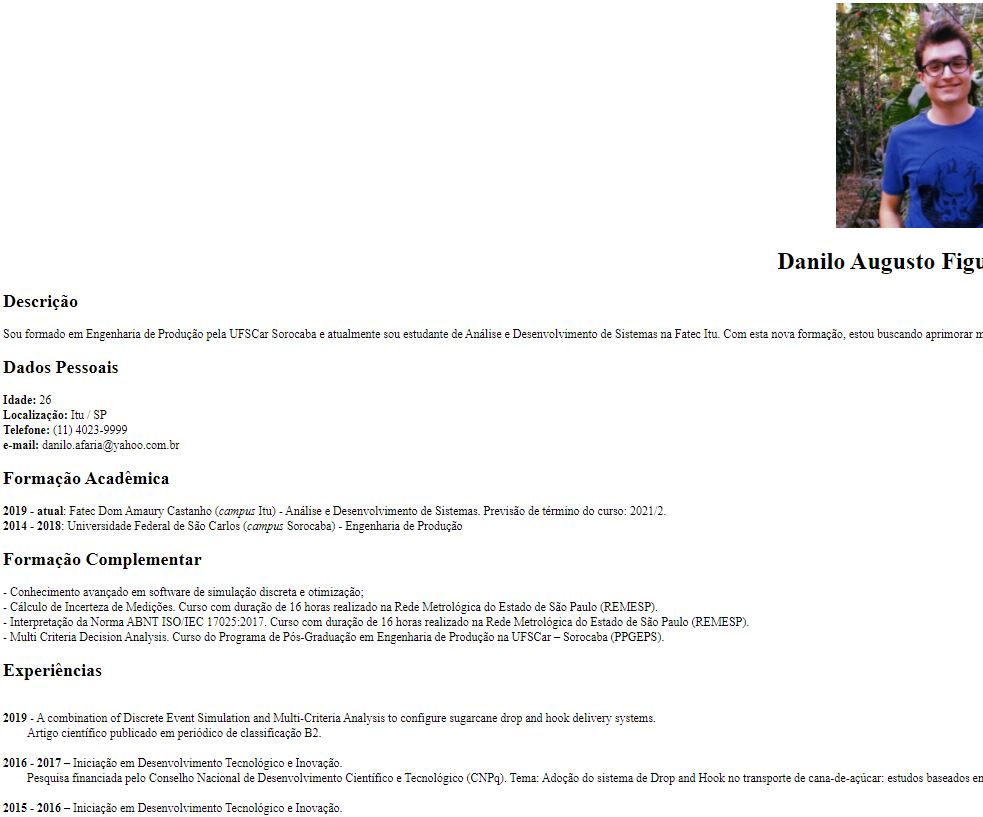 Danilo Augusto Figu
Descrição
Sou formado em Engenharia de Produção pela UFSCar Sorocaba e atualmente sou estudante de Análise e Desenvolvimento de Sistemas na Fatec Itu. Com esta nova formação, estou buscando aprimorar m
Dados Pessoais
Idade: 26
Localização: Itu / SP
Telefone: (11) 4023-9999
e-mail: danilo.afaria@yahoo.com.br
Formação Acadêmica
2019 - atual: Fatec Dom Amaury Castanho (campus Itu) - Análise e Desenvolvimento de Sistemas. Previsão de término do curso: 2021/2.
2014 - 2018: Universidade Federal de São Carlos (campus Sorocaba) - Engenharia de Produção
Formação Complementar
- Conhecimento avançado em software de simulação discreta e otimização;
- Cálculo de Incerteza de Medições. Curso com duração de 16 horas realizado na Rede Metrológica do Estado de São Paulo (REMESP).
- Interpretação da Norma ABNT ISO/IEC 17025:2017. Curso com duração de 16 horas realizado na Rede Metrológica do Estado de São Paulo (REMESP).
- Multi Criteria Decision Analysis. Curso do Programa de Pós-Graduação em Engenharia de Produção na UFSCar – Sorocaba (PPGEPS).
Experiências
2019 - A combination of Discrete Event Simulation and Multi-Criteria Analysis to configure sugarcane drop and hook delivery systems.
Artigo científico publicado em periódico de classificação B2.
2016 - 2017 – Iniciação em Desenvolvimento Tecnológico e Inovação.
Pesquisa financiada pelo Conselho Nacional de Desenvolvimento Científico e Tecnológico (CNPq). Tema: Adoção do sistema de Drop and Hook no transporte de cana-de-açúcar: estudos baseados en
2015 - 2016 – Iniciação em Desenvolvimento Tecnológico e Inovação.